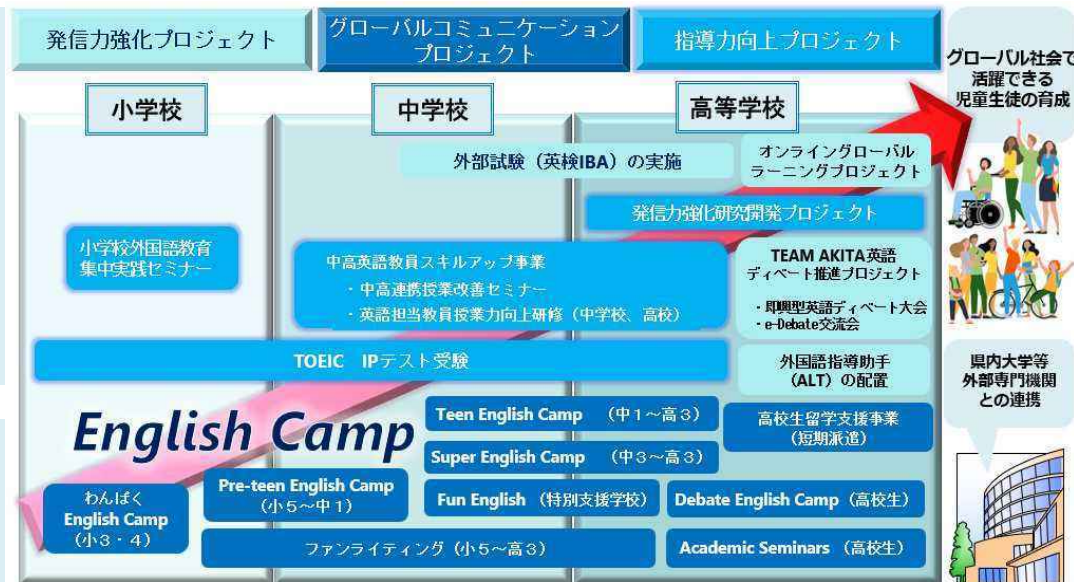 発信力強化プロジェクト
グローバルコミュニケーション
プロジェクト
指導力向上プロジェクト
グローバル社会で
活躍できる
児童生徒の育成
小学校
中学校
高等学校
外部試験（英検IBA）の実施
オンライングローバル
ラーニングプロジェクト
発信力強化研究開発プロジェクト
小学校外国語教育
集中実践セミナー
中高英語教員スキルアップ事業
・中高連携授業改善セミナー
・英語担当教員授業力向上研修（中学校、高校）
TEAM AKITA英語
ディベート推進プロジェクト
・即興型英語ディベート大会
・e-Debate交流会
TOEIC IPテスト受験
外国語指導助手
（ALT）の配置
県内大学等
外部専門機関
との連携
English Camp
Teen English Camp （中1～高3）
高校生留学支援事業
（短期派遣）
Super English Camp （中3～高3）
わんぱく
English Camp
（小3・4）
Pre-teen English Camp
（小5～中1）
Fun English （特別支援学校）
Debate English Camp （高校生）
ファンライティング（小5～高3）
Academic Seminars （高校生）